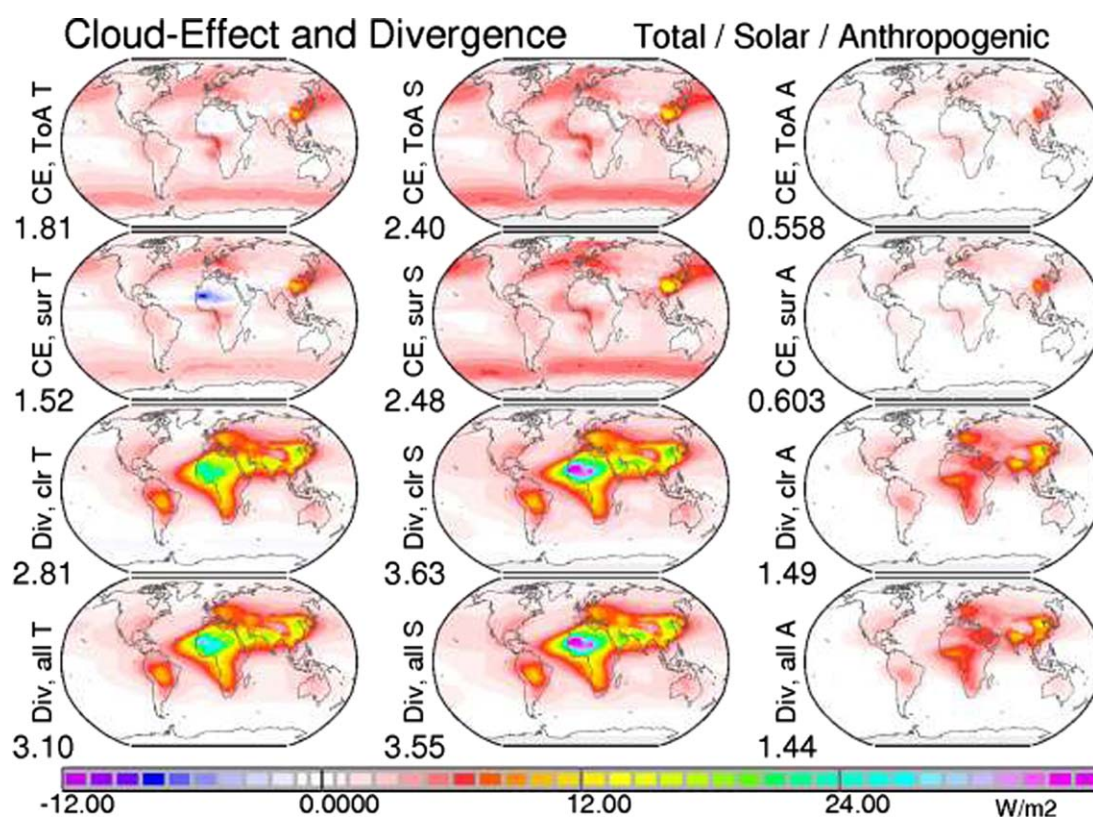 Cloud-Effect and Divergence Total / Solar / Anthropogenic
CE, ToA T
1.81
CE, ToA S
2.40
CE, ToA A
0.558
CE, sur T
1.52
CE, sur S
2.48
CE, sur A
0.603
Div, clr T
2.81
Div, clr S
3.63
Div, clr A
1.49
Div, all T
3.10
Div, all S
3.55
Div, all A
1.44
-12.00 0.0000 12.00 24.00 W/m2